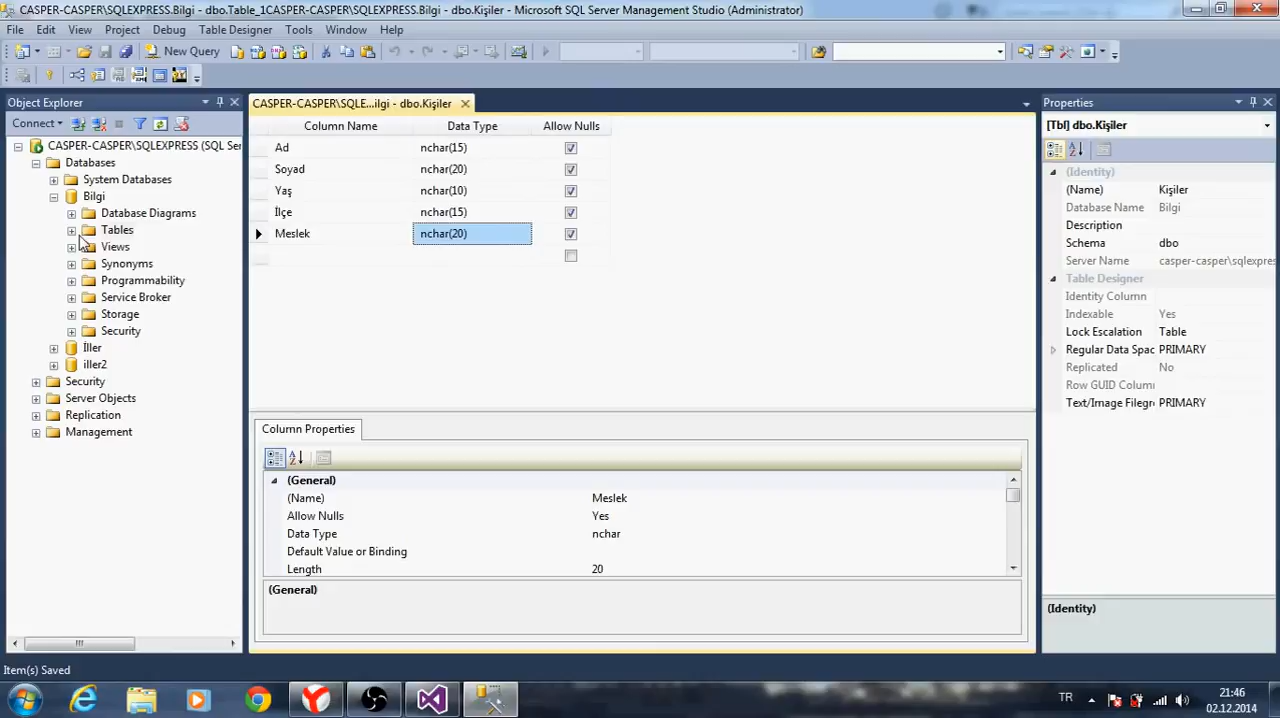 CASPER-CASPER\SQLEXPRESS.Bilgi - dbo.Table_1CASPER-CASPER\SQLEXPRESS.Bilgi - dbo.Kişiler - Microsoft SQL Server Management Studio (Administrator)
File Edit View Project Debug Table Designer Tools Window Help
New Query
Object Explorer
Connect
CASPER-CASPER\SQLEXPRESS (SQL Ser
Databases
System Databases
Bilgi
Database Diagrams
Tables
Views
Synonyms
Programmability
Service Broker
Storage
Security
İller
iller2
Security
Server Objects
Replication
Management
CASPER-CASPER\SQLE...ilgi - dbo.Kişiler
Column Name Data Type Allow Nulls
Ad nchar(15)
Soyad nchar(20)
Yaş nchar(10)
İlçe nchar(15)
Meslek nchar(20)
Column Properties
(General)
(Name) Meslek
Allow Nulls Yes
Data Type nchar
Default Value or Binding
Length 20
(General)
Properties
[Tbl] dbo.Kişiler
(Identity)
(Name) Kişiler
Database Name Bilgi
Description
Schema dbo
Server Name casper-casper\sqlexpres
Table Designer
Identity Column
Indexable Yes
Lock Escalation Table
Regular Data Spac PRIMARY
Replicated No
Row GUID Column
Text/Image Filegr PRIMARY
(Identity)
Item(s) Saved
TR
21:46
02.12.2014